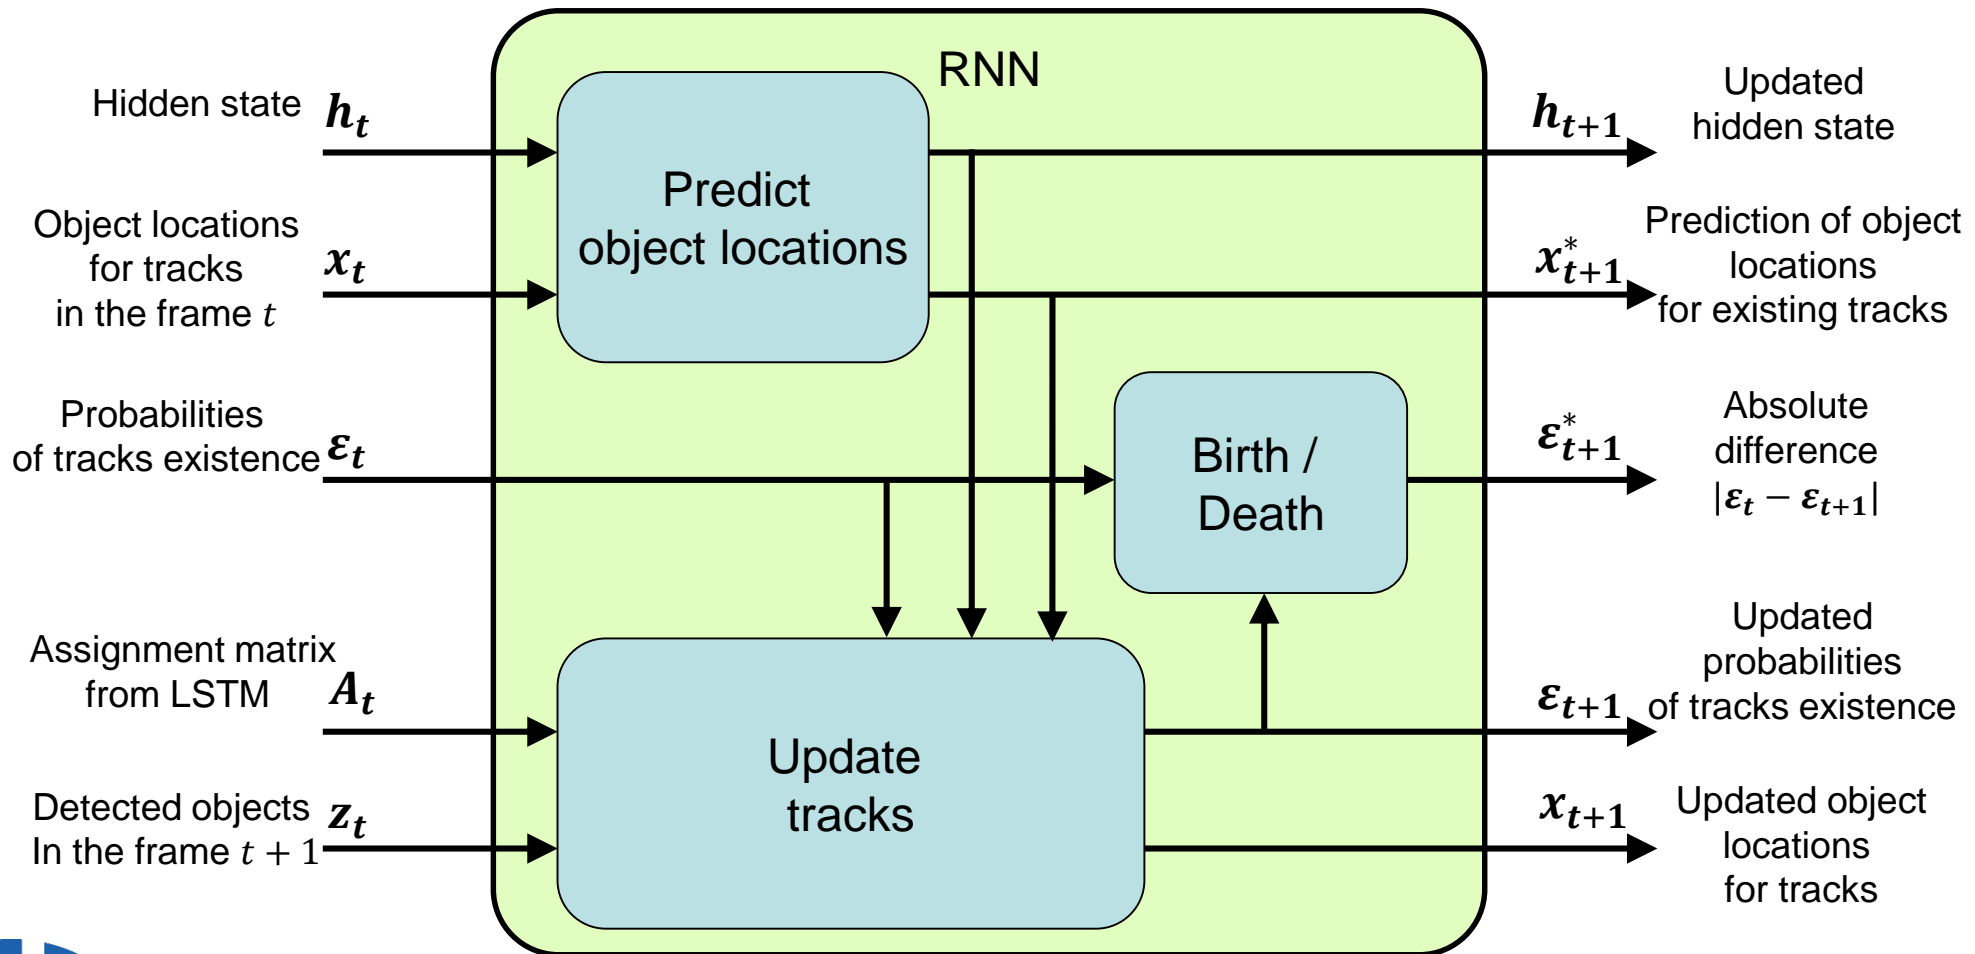 RNN
Hidden state
h_t
Object locations
for tracks
in the frame t
x_t
Probabilities
of tracks existence
ε_t
Assignment matrix
from LSTM
A_t
Detected objects
In the frame t + 1
z_t
Predict
object locations
Birth /
Death
Update
tracks
h_{t+1}
Updated
hidden state
x*_{t+1}
Prediction of object
locations
for existing tracks
ε*_{t+1}
Absolute
difference
|ε_t − ε_{t+1}|
ε_{t+1}
Updated
probabilities
of tracks existence
x_{t+1}
Updated object
locations
for tracks